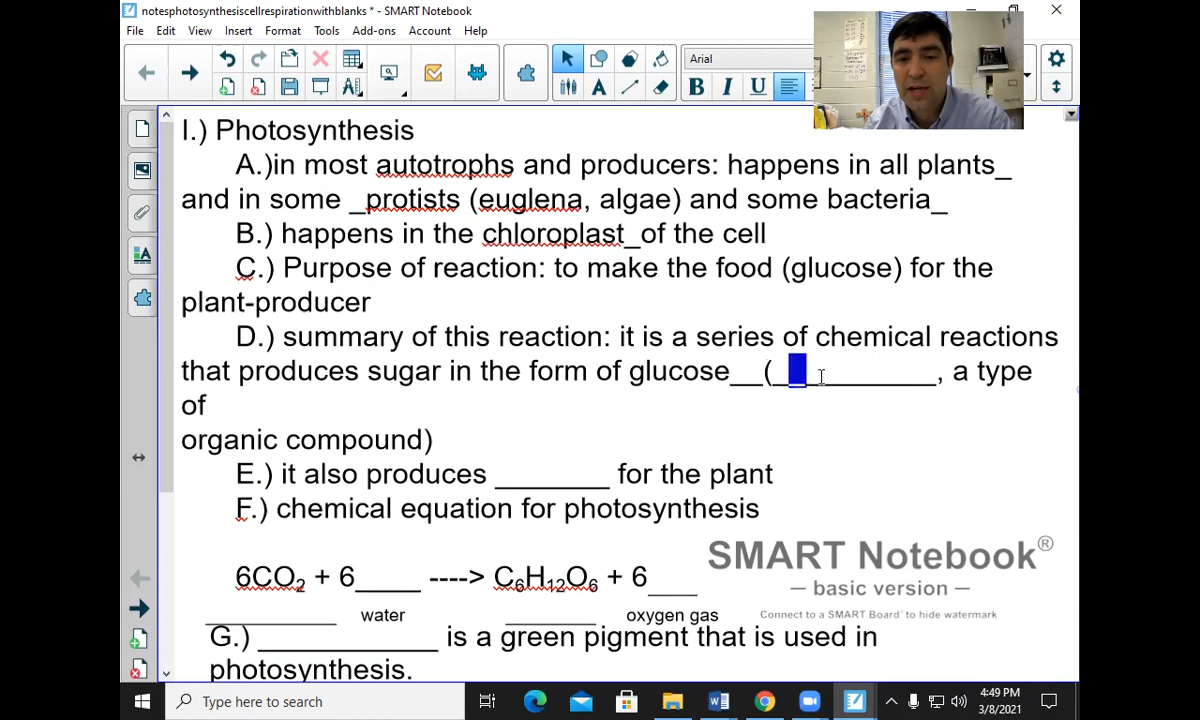 notesphotosynthesiscellrespirationwithblanks * - SMART Notebook
File Edit View Insert Format Tools Add-ons Account Help
Arial
B I U
I.) Photosynthesis
A.)in most autotrophs and producers: happens in all plants_
and in some _protists (euglena, algae) and some bacteria_
B.) happens in the chloroplast_of the cell
C.) Purpose of reaction: to make the food (glucose) for the
plant-producer
D.) summary of this reaction: it is a series of chemical reactions
that produces sugar in the form of glucose__(__________, a type
of
organic compound)
E.) it also produces _______ for the plant
F.) chemical equation for photosynthesis
SMART Notebook®
— basic version —
Connect to a SMART Board® to hide watermark
6CO₂ + 6____ ----> C₆H₁₂O₆ + 6___
________ water ______ oxygen gas
G.) ___________ is a green pigment that is used in
photosynthesis.
Type here to search
4:49 PM
3/8/2021